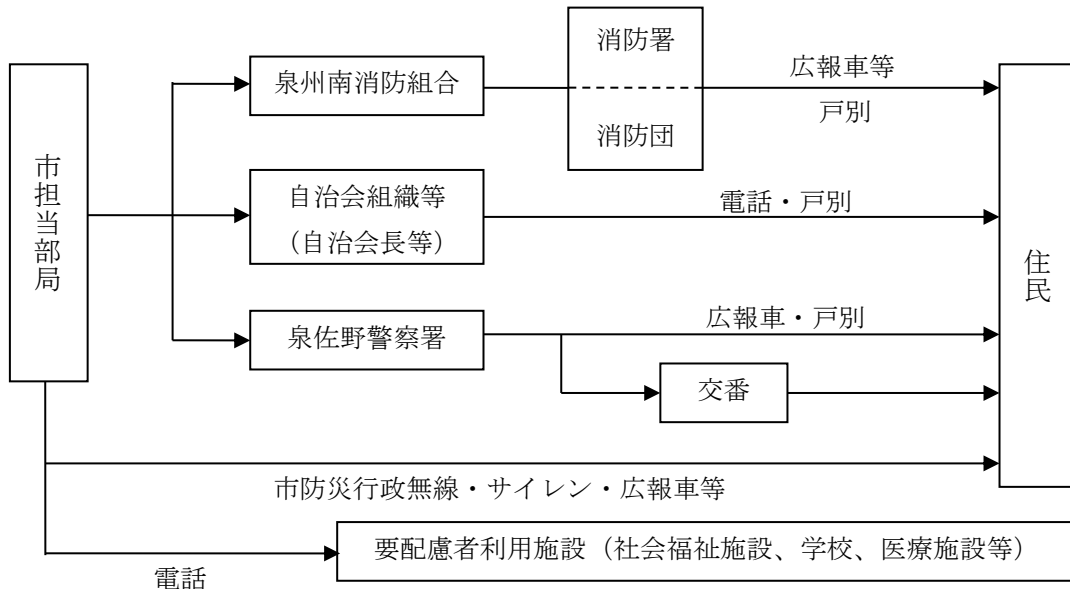 市担当部局
泉州南消防組合
消防署
消防団
広報車等
戸別
自治会組織等
（自治会長等）
電話・戸別
泉佐野警察署
広報車・戸別
交番
住民
市防災行政無線・サイレン・広報車等
要配慮者利用施設（社会福祉施設、学校、医療施設等）
電話